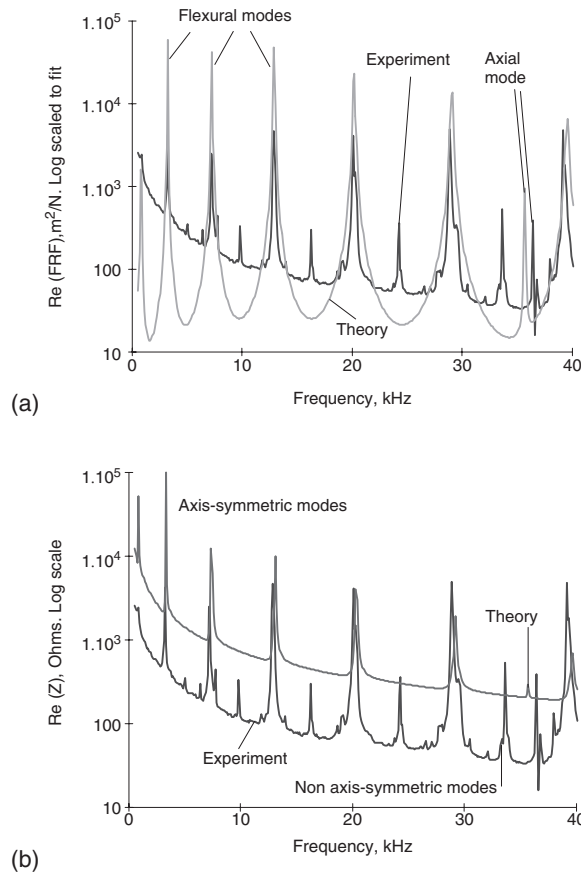 Flexural modes
1.10⁵
Experiment
Axial
mode
1.10⁴
Re (FRF),m²/N. Log scaled to fit
1.10³
100
Theory
10
0
10
20
30
40
Frequency, kHz
(a)
1.10⁵
Axis-symmetric modes
1.10⁴
Re (Z), Ohms. Log scale
Theory
1.10³
100
Experiment
Non axis-symmetric modes
10
0
10
20
30
40
Frequency, kHz
(b)